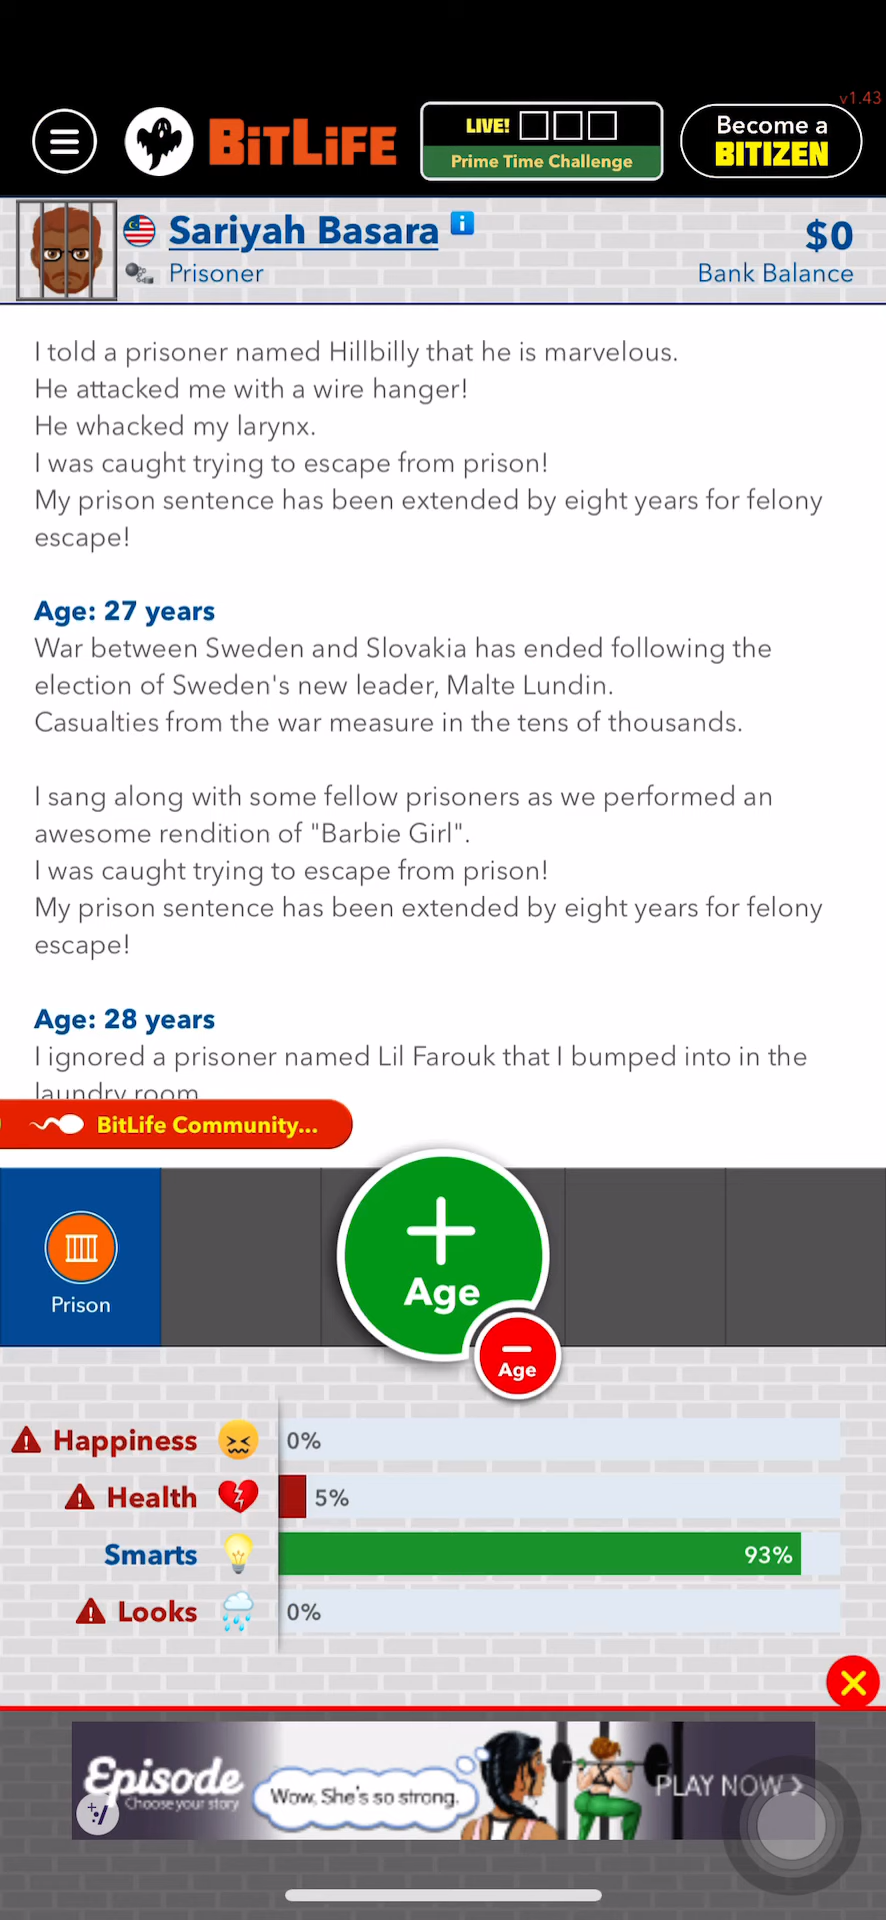 v1.43
BITLIFE
LIVE!
Prime Time Challenge
Become a
BITIZEN
Sariyah Basara
$0
Prisoner
Bank Balance
I told a prisoner named Hillbilly that he is marvelous.
He attacked me with a wire hanger!
He whacked my larynx.
I was caught trying to escape from prison!
My prison sentence has been extended by eight years for felony
escape!
Age: 27 years
War between Sweden and Slovakia has ended following the
election of Sweden's new leader, Malte Lundin.
Casualties from the war measure in the tens of thousands.
I sang along with some fellow prisoners as we performed an
awesome rendition of "Barbie Girl".
I was caught trying to escape from prison!
My prison sentence has been extended by eight years for felony
escape!
Age: 28 years
I ignored a prisoner named Lil Farouk that I bumped into in the
laundry room
BitLife Community...
Prison
Age
Age
Happiness
0%
Health
5%
Smarts
93%
Looks
0%
Episode
Choose your story
Wow, She's so strong.
PLAY NOW